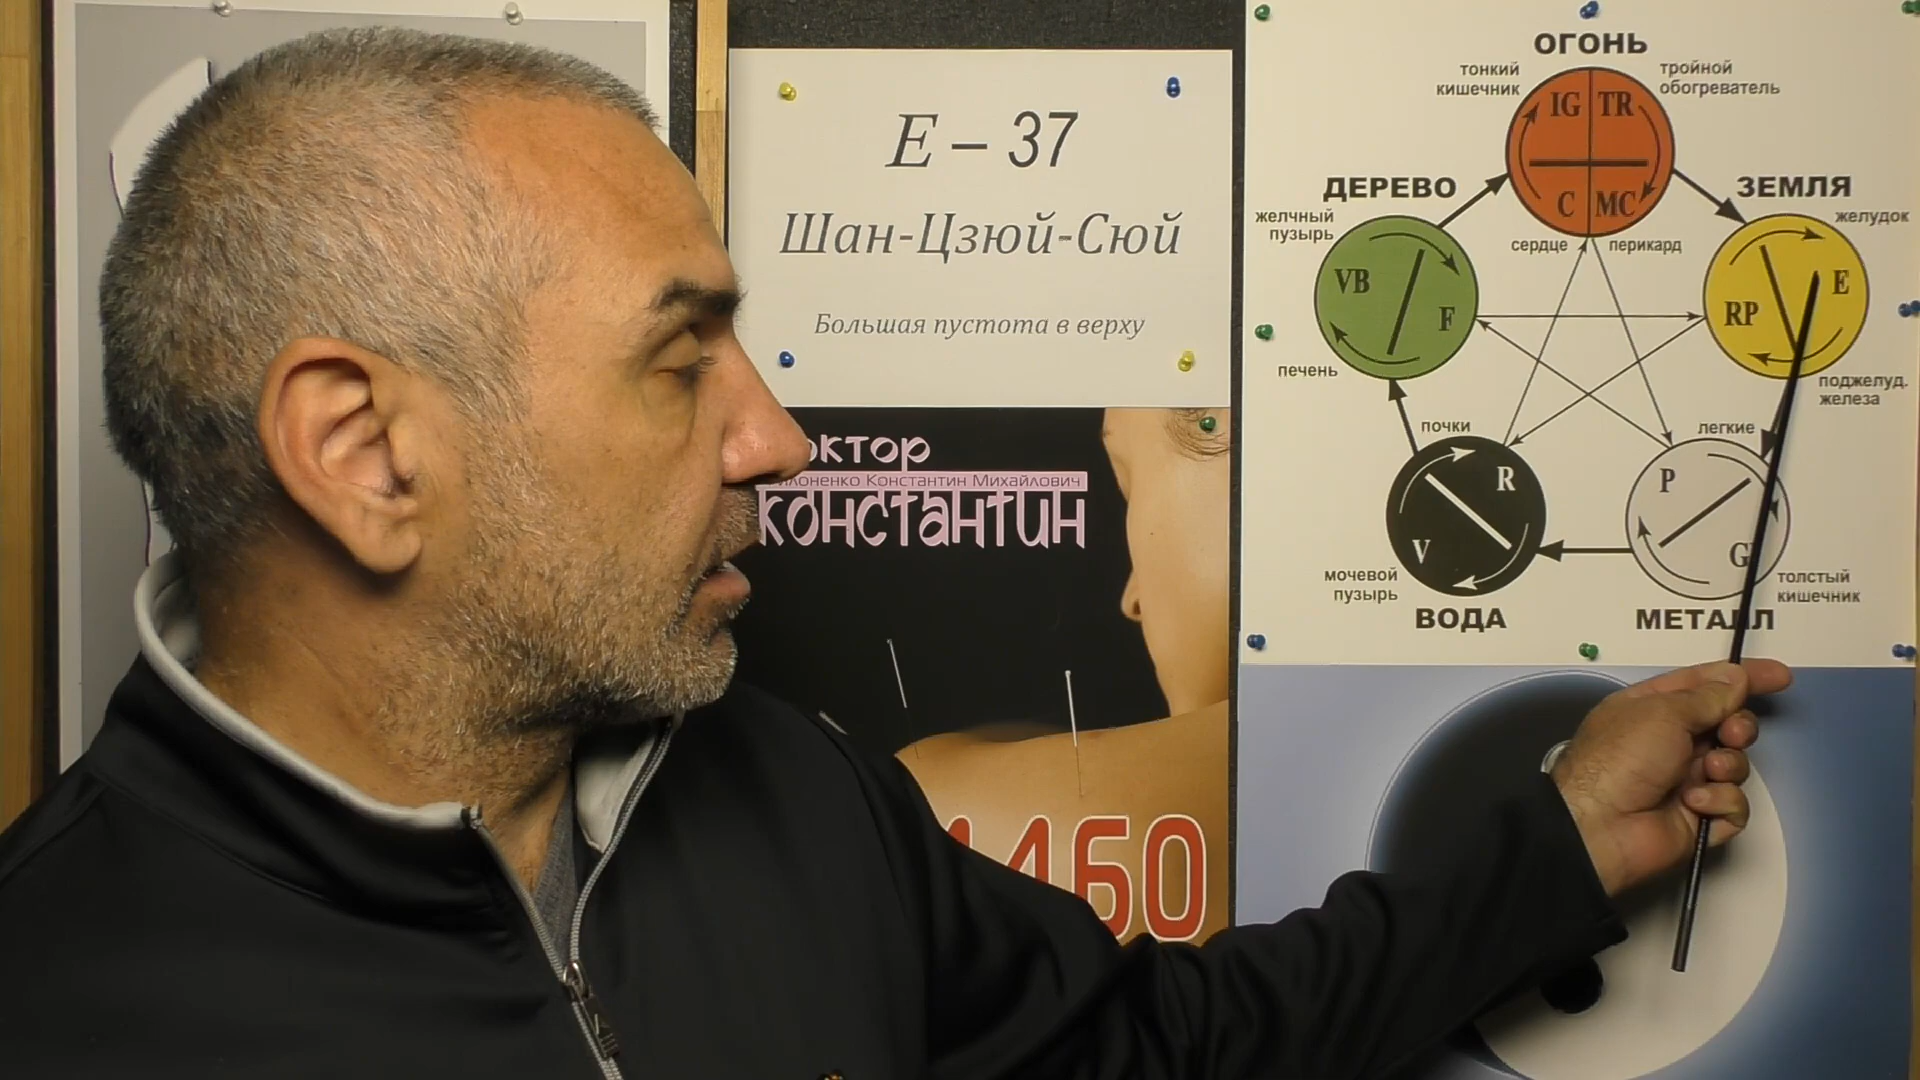 E – 37
Шан-Цзюй-Сюй
Большая пустота в верху
октор
Константин Михайлович
КОНСТАНТИН
1460
ОГОНЬ
тонкий
кишечник
тройной
обогреватель
IG TR
C MC
сердце
перикард
ДЕРЕВО
желчный
пузырь
VB
F
печень
ЗЕМЛЯ
желудок
E
RP
поджелуд.
железа
почки
R
V
мочевой
пузырь
ВОДА
легкие
P
G
толстый
кишечник
МЕТАЛЛ